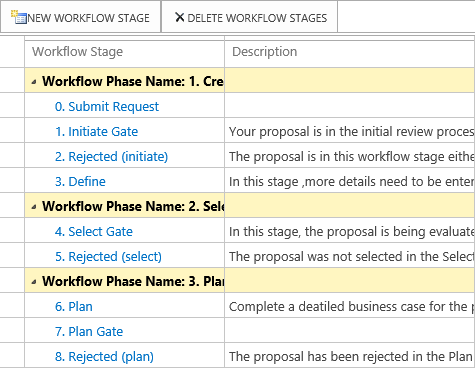 NEW WORKFLOW STAGE DELETE WORKFLOW STAGES
Workflow Stage Description
Workflow Phase Name: 1. Cre
0. Submit Request
1. Initiate Gate Your proposal is in the initial review proces
2. Rejected (initiate) The proposal is in this workflow stage eithe
3. Define In this stage ,more details need to be enter
Workflow Phase Name: 2. Sele
4. Select Gate In this stage, the proposal is being evaluate
5. Rejected (select) The proposal was not selected in the Select
Workflow Phase Name: 3. Plan
6. Plan Complete a deatiled business case for the p
7. Plan Gate
8. Rejected (plan) The proposal has been rejected in the Plan